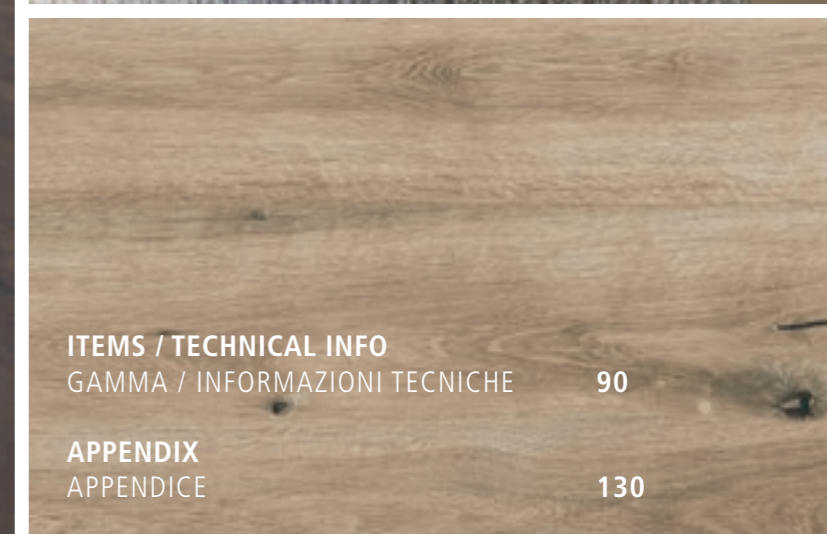 ITEMS / TECHNICAL INFO
GAMMA / INFORMAZIONI TECNICHE 90
APPENDIX
APPENDICE 130